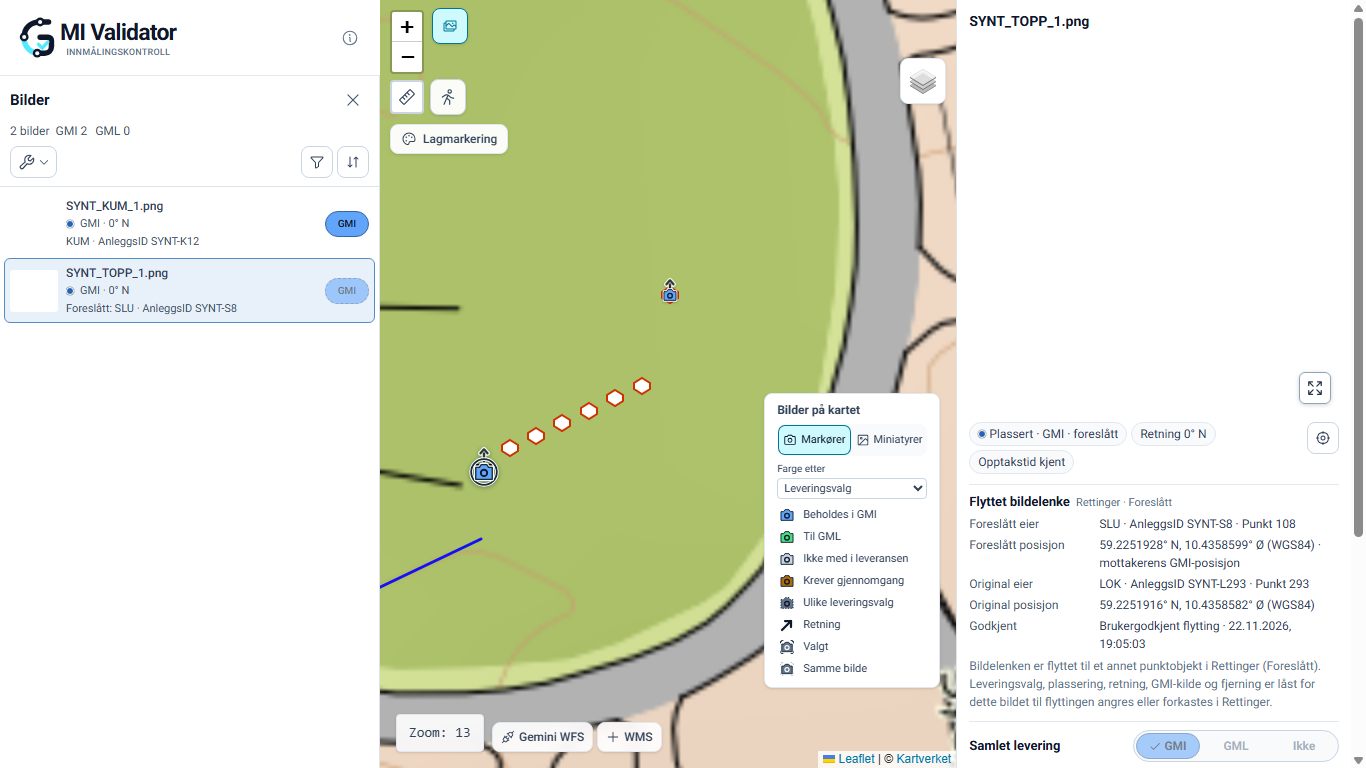 MI Validator
INNMÅLINGSKONTROLL
Bilder
2 bilder GMI 2 GML 0
SYNT_KUM_1.png
GMI · 0° N
KUM · AnleggsID SYNT-K12
GMI
SYNT_TOPP_1.png
GMI · 0° N
Foreslått: SLU · AnleggsID SYNT-S8
GMI
+
−
Lagmarkering
Bilder på kartet
Markører
Miniatyrer
Farge etter
Leveringsvalg
Beholdes i GMI
Til GML
Ikke med i leveransen
Krever gjennomgang
Ulike leveringsvalg
Retning
Valgt
Samme bilde
Zoom: 13
Gemini WFS
WMS
Leaflet | © Kartverket
SYNT_TOPP_1.png
Plassert · GMI · foreslått
Retning 0° N
Opptakstid kjent
Flyttet bildelenke Rettinger · Foreslått
Foreslått eier SLU · AnleggsID SYNT-S8 · Punkt 108
Foreslått posisjon 59.2251928° N, 10.4358599° Ø (WGS84) ·
mottakerens GMI-posisjon
Original eier LOK · AnleggsID SYNT-L293 · Punkt 293
Original posisjon 59.2251916° N, 10.4358582° Ø (WGS84)
Godkjent Brukergodkjent flytting · 22.11.2026,
19:05:03
Bildelenken er flyttet til et annet punktobjekt i Rettinger (Foreslått).
Leveringsvalg, plassering, retning, GMI-kilde og fjerning er låst for
dette bildet til flyttingen angres eller forkastes i Rettinger.
Samlet levering
GMI
GML
Ikke